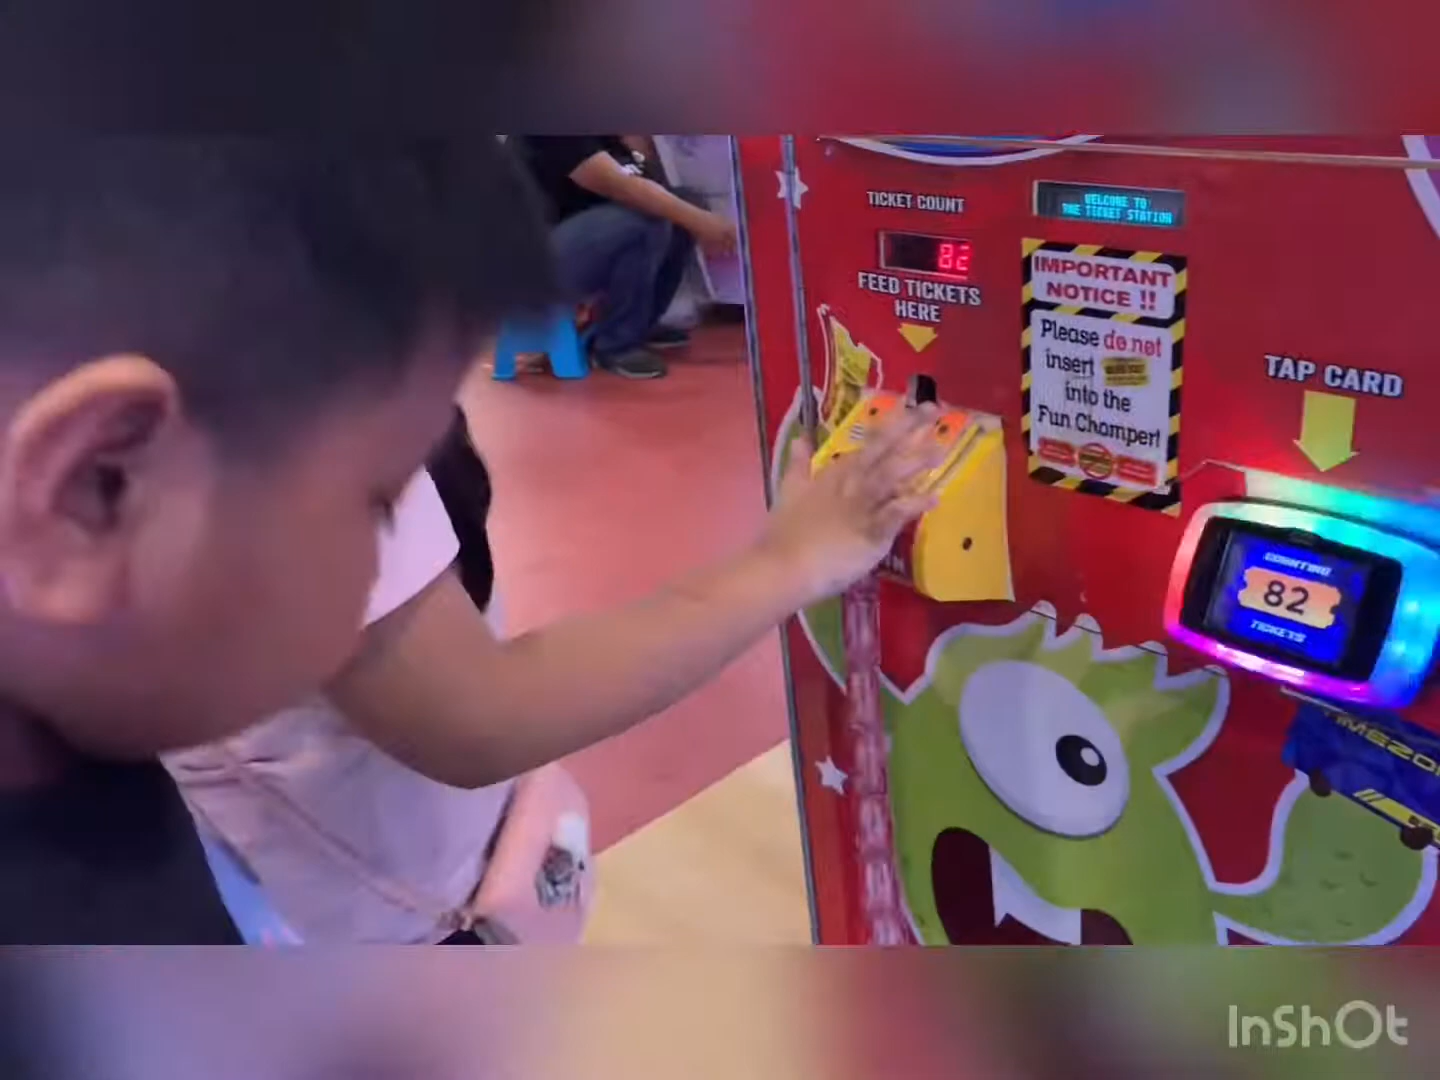 TICKET COUNT
82
FEED TICKETS
HERE
WELCOME TO
THE TICKET STATION
IMPORTANT
NOTICE !!
Please do not
insert
into the
Fun Chomper!
TAP CARD
COUNTING
82
TICKETS
InShOt